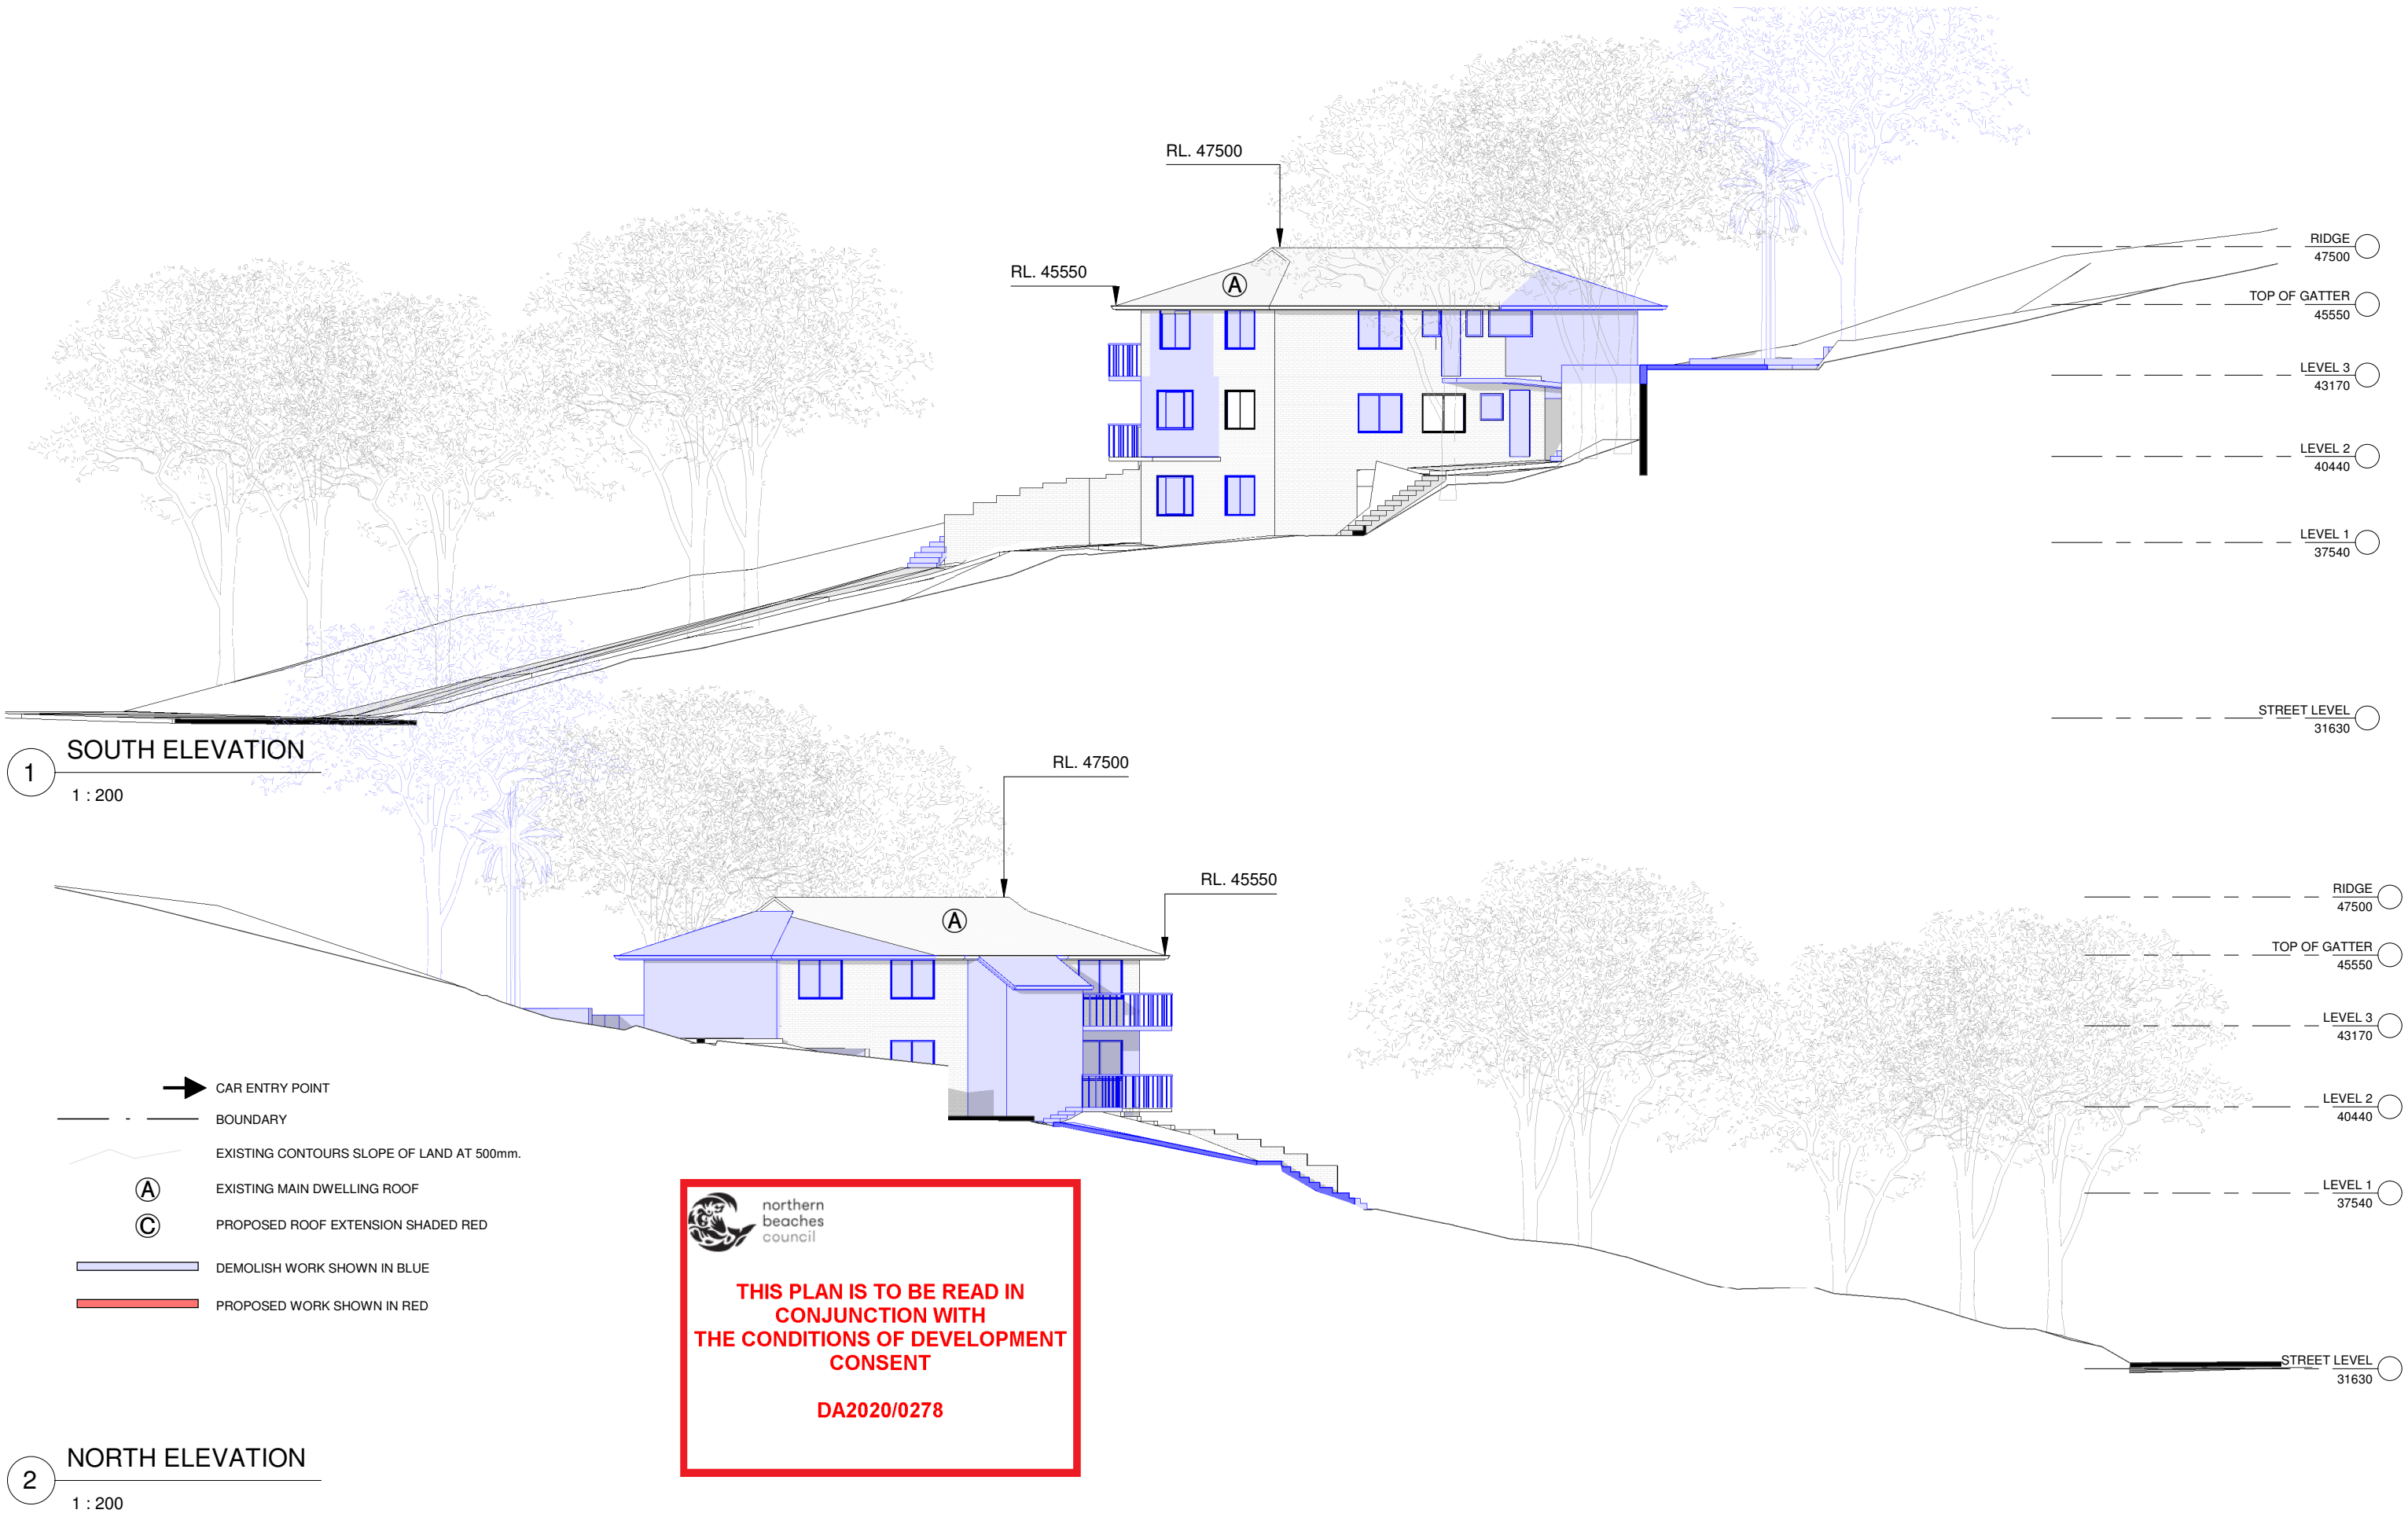 RL. 47500
RL. 45550
A
RIDGE
47500
TOP OF GATTER
45550
LEVEL 3
43170
LEVEL 2
40440
LEVEL 1
37540
STREET LEVEL
31630
1
SOUTH ELEVATION
1 : 200
RL. 47500
RL. 45550
A
RIDGE
47500
TOP OF GATTER
45550
LEVEL 3
43170
LEVEL 2
40440
LEVEL 1
37540
STREET LEVEL
31630
CAR ENTRY POINT
BOUNDARY
EXISTING CONTOURS SLOPE OF LAND AT 500mm.
A EXISTING MAIN DWELLING ROOF
C PROPOSED ROOF EXTENSION SHADED RED
DEMOLISH WORK SHOWN IN BLUE
PROPOSED WORK SHOWN IN RED
northern
beaches
council
THIS PLAN IS TO BE READ IN
CONJUNCTION WITH
THE CONDITIONS OF DEVELOPMENT
CONSENT
DA2020/0278
2
NORTH ELEVATION
1 : 200